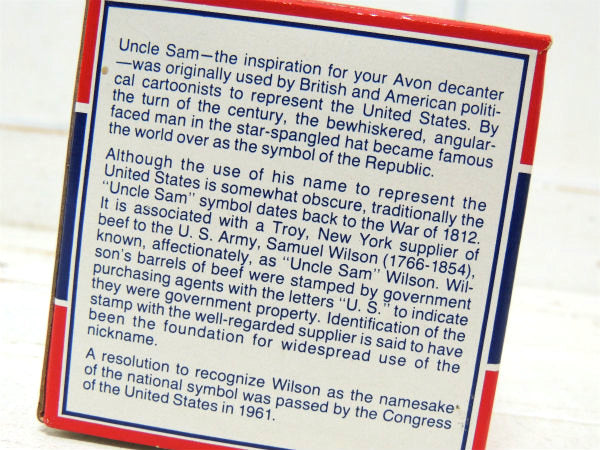 Uncle Sam—the inspiration for your Avon decanter
—was originally used by British and American politi-
cal cartoonists to represent the United States. By
the turn of the century, the bewhiskered, angular-
faced man in the star-spangled hat became famous
the world over as the symbol of the Republic.
Although the use of his name to represent the
United States is somewhat obscure, traditionally the
"Uncle Sam" symbol dates back to the War of 1812.
It is associated with a Troy, New York supplier of
beef to the U. S. Army, Samuel Wilson (1766-1854),
known, affectionately, as "Uncle Sam" Wilson. Wil-
son's barrels of beef were stamped by government
purchasing agents with the letters "U. S." to indicate
they were government property. Identification of the
stamp with the well-regarded supplier is said to have
been the foundation for widespread use of the
nickname.
A resolution to recognize Wilson as the namesake
of the national symbol was passed by the Congress
of the United States in 1961.